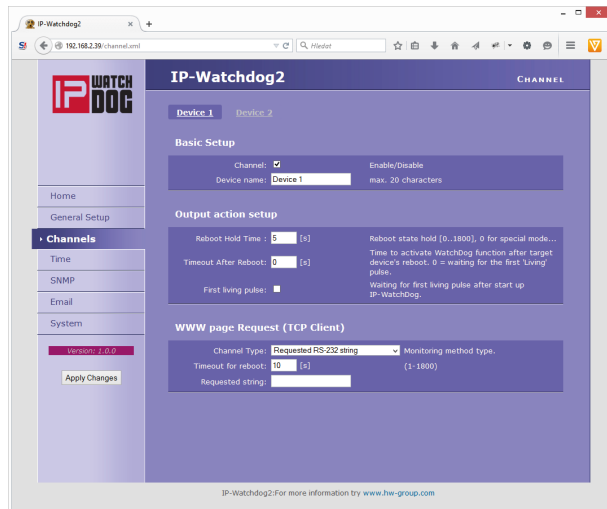 IP-Watchdog2
192.168.2.39/channel.xml
Hledat
IP WATCH DOG
IP-Watchdog2
CHANNEL
Home
General Setup
Channels
Time
SNMP
Email
System
Version: 1.0.0
Apply Changes
Device 1 Device 2
Basic Setup
Channel: Enable/Disable
Device name: Device 1 max. 20 characters
Output action setup
Reboot Hold Time : 5 [s] Reboot state hold [0..1800], 0 for special mode...
Timeout After Reboot: 0 [s] Time to activate WatchDog function after target
device's reboot. 0 = waiting for the first 'Living'
pulse.
First living pulse: Waiting for first living pulse after start up
IP-WatchDog.
WWW page Request (TCP Client)
Channel Type: Requested RS-232 string Monitoring method type.
Timeout for reboot: 10 [s] (1-1800)
Requested string:
IP-Watchdog2:For more information try www.hw-group.com